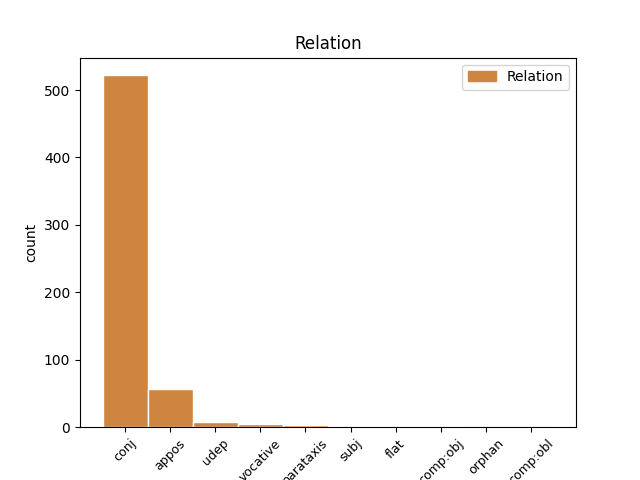 Relation
Relation
count
500
400
300
200
100
0
conj
appos
udep
vocative
parataxis
subj
flat
comp:obj
orphan
comp:obl